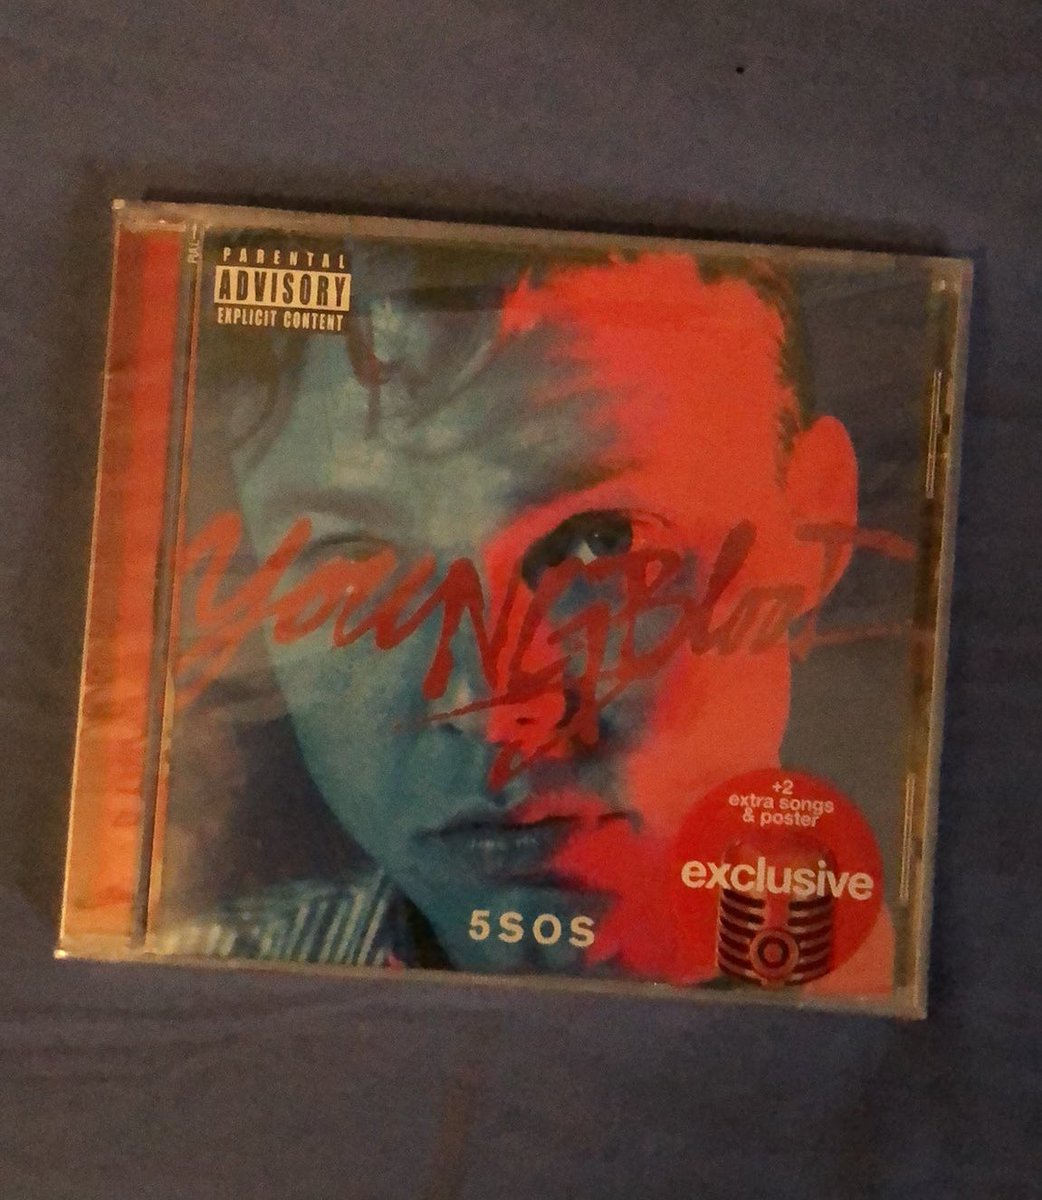 PARENTAL
ADVISORY
EXPLICIT CONTENT
YOUNGBlooD
+2
extra songs
& poster
exclusive
5SOS